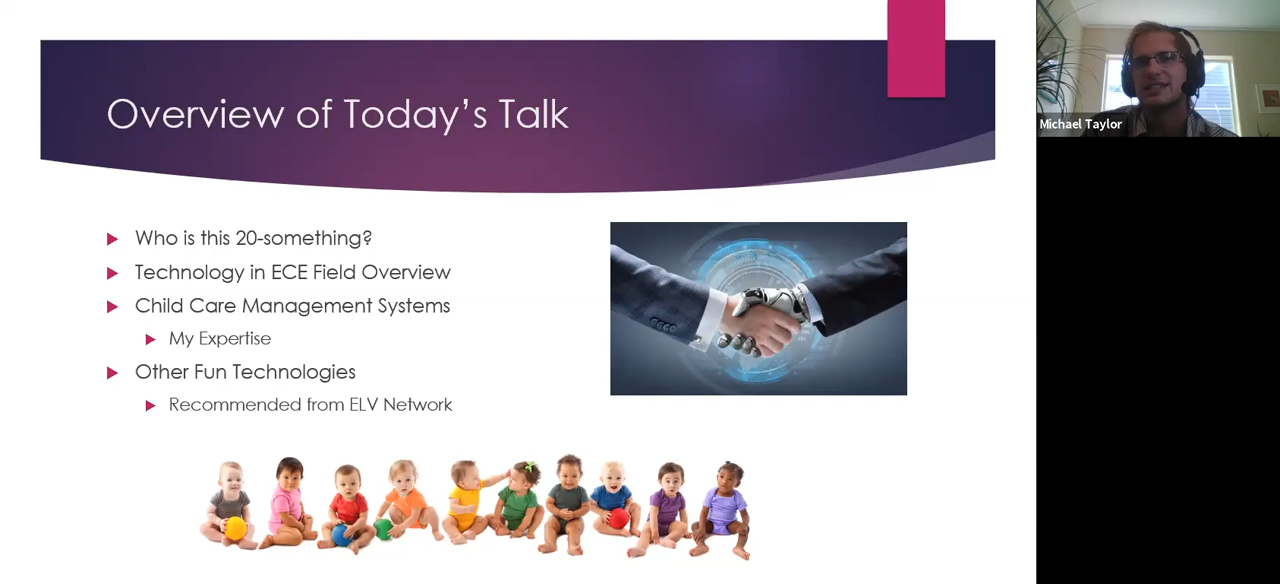 Overview of Today's Talk
Who is this 20-something?
Technology in ECE Field Overview
Child Care Management Systems
My Expertise
Other Fun Technologies
Recommended from ELV Network
Michael Taylor